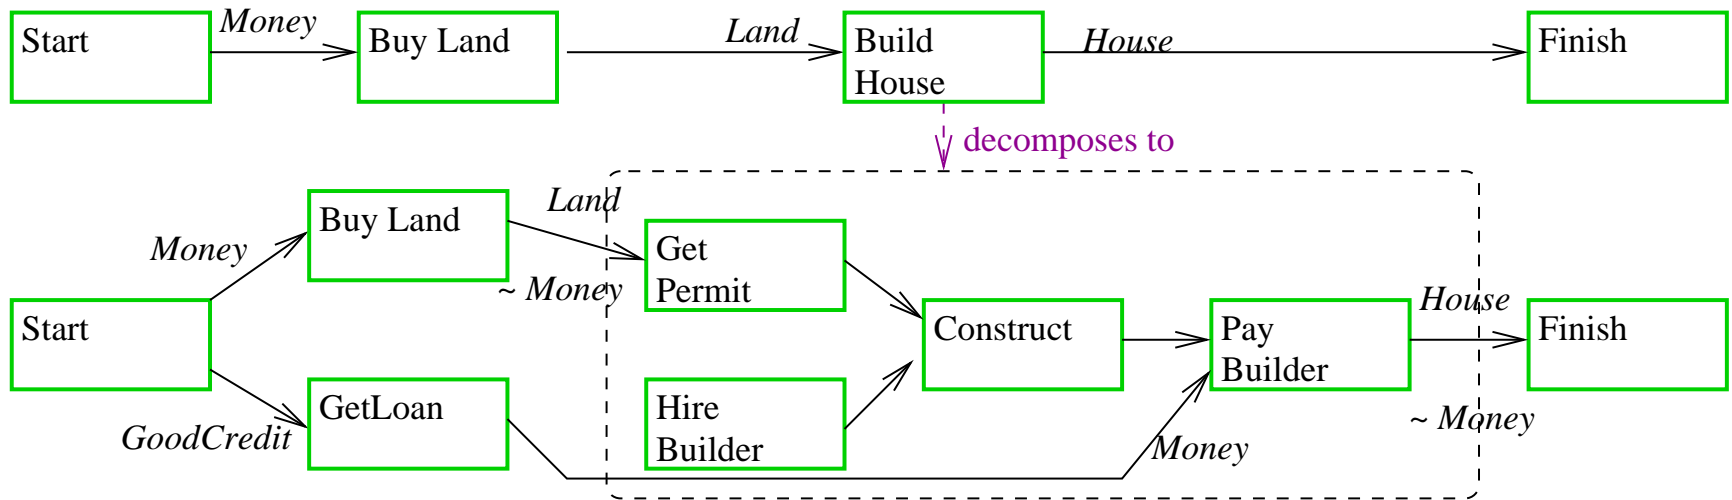 Start
Money
Buy Land
Land
Build
House
House
Finish
decomposes to
Buy Land
Land
Money
~ Money
Get
Permit
Start
Construct
Pay
Builder
House
Finish
GetLoan
GoodCredit
Hire
Builder
Money
~ Money